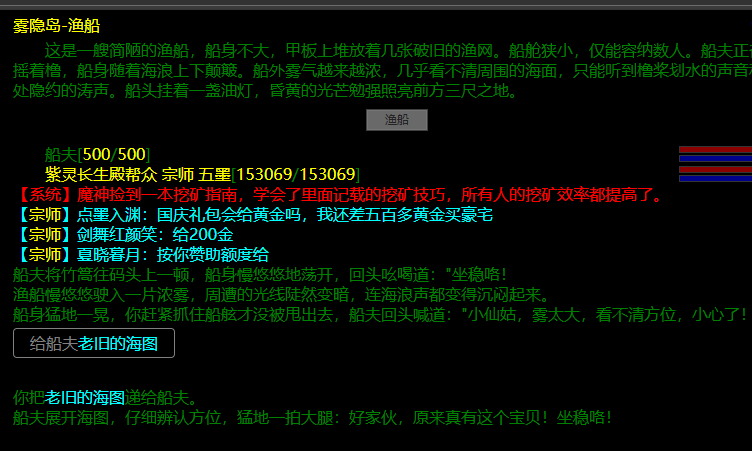 雾隐岛-渔船
这是一艘简陋的渔船，船身不大，甲板上堆放着几张破旧的渔网。船舱狭小，仅能容纳数人。船夫正
摇着橹，船身随着海浪上下颠簸。船外雾气越来越浓，几乎看不清周围的海面，只能听到橹桨划水的声音
处隐约的涛声。船头挂着一盏油灯，昏黄的光芒勉强照亮前方三尺之地。
渔船
船夫[500/500]
紫灵长生殿帮众 宗师 五墨[153069/153069]
【系统】魔神捡到一本挖矿指南，学会了里面记载的挖矿技巧，所有人的挖矿效率都提高了。
【宗师】点墨入渊：国庆礼包会给黄金吗，我还差五百多黄金买豪宅
【宗师】剑舞红颜笑：给200金
【宗师】夏晓暮月：按你赞助额度给
船夫将竹篙往码头上一顿，船身慢悠悠地荡开，回头吆喝道："坐稳咯！
渔船慢悠悠驶入一片浓雾，周遭的光线陡然变暗，连海浪声都变得沉闷起来。
船身猛地一晃，你赶紧抓住船舷才没被甩出去，船夫回头喊道："小仙姑，雾太大，看不清方位，小心了！
给船夫老旧的海图
你把老旧的海图递给船夫。
船夫展开海图，仔细辨认方位，猛地一拍大腿：好家伙，原来真有这个宝贝！坐稳咯！